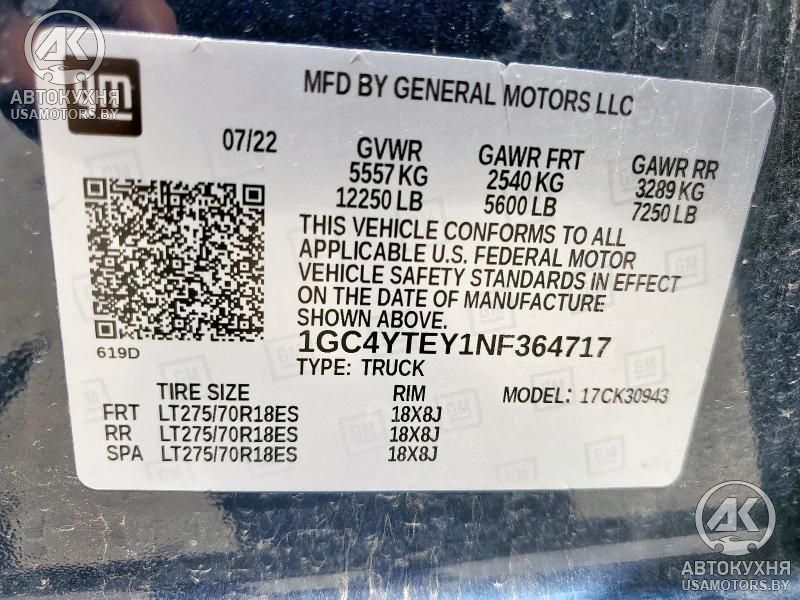 АК
АВТОКУХНЯ
USAMOTORS.BY
gm
MFD BY GENERAL MOTORS LLC
07/22
GVWR GAWR FRT GAWR RR
5557 KG 2540 KG 3289 KG
12250 LB 5600 LB 7250 LB
THIS VEHICLE CONFORMS TO ALL
APPLICABLE U.S. FEDERAL MOTOR
VEHICLE SAFETY STANDARDS IN EFFECT
ON THE DATE OF MANUFACTURE
SHOWN ABOVE.
619D
1GC4YTEY1NF364717
TYPE: TRUCK
TIRE SIZE RIM MODEL: 17CK30943
FRT LT275/70R18ES 18X8J
RR LT275/70R18ES 18X8J
SPA LT275/70R18ES 18X8J
АК
АВТОКУХНЯ
USAMOTORS.BY